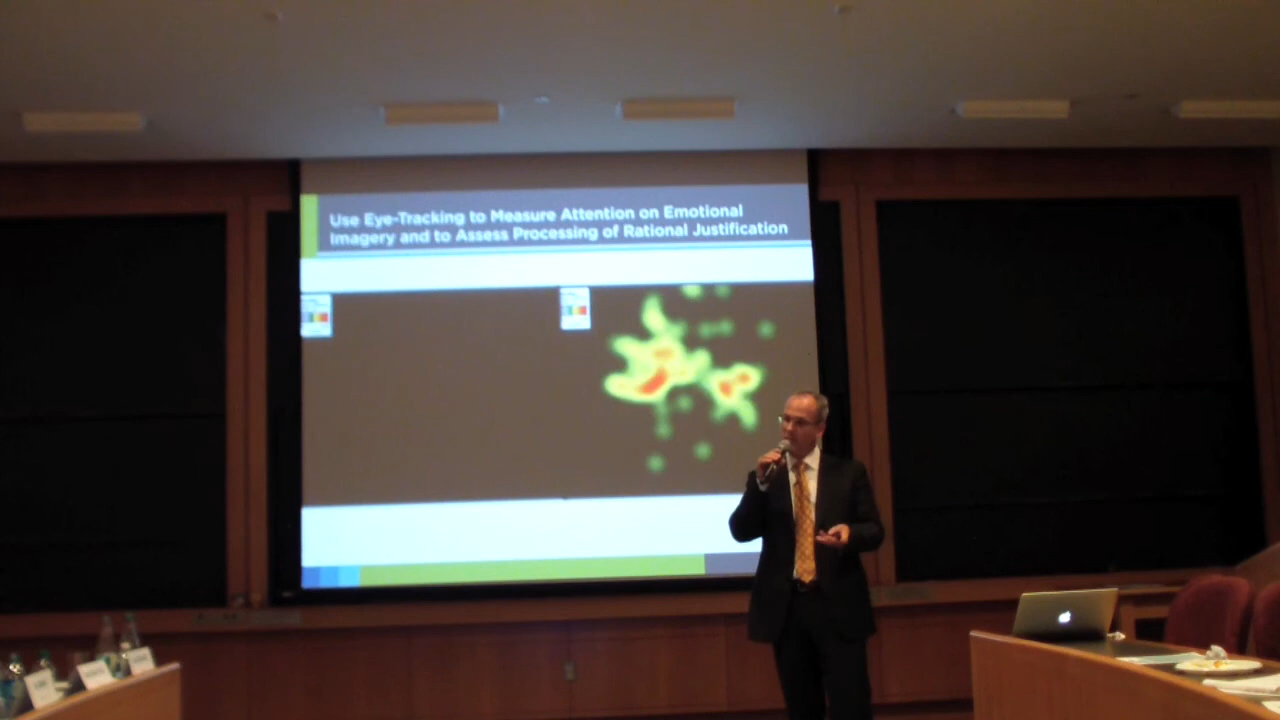 Use Eye-Tracking to Measure Attention on Emotional
Imagery and to Assess Processing of Rational Justification